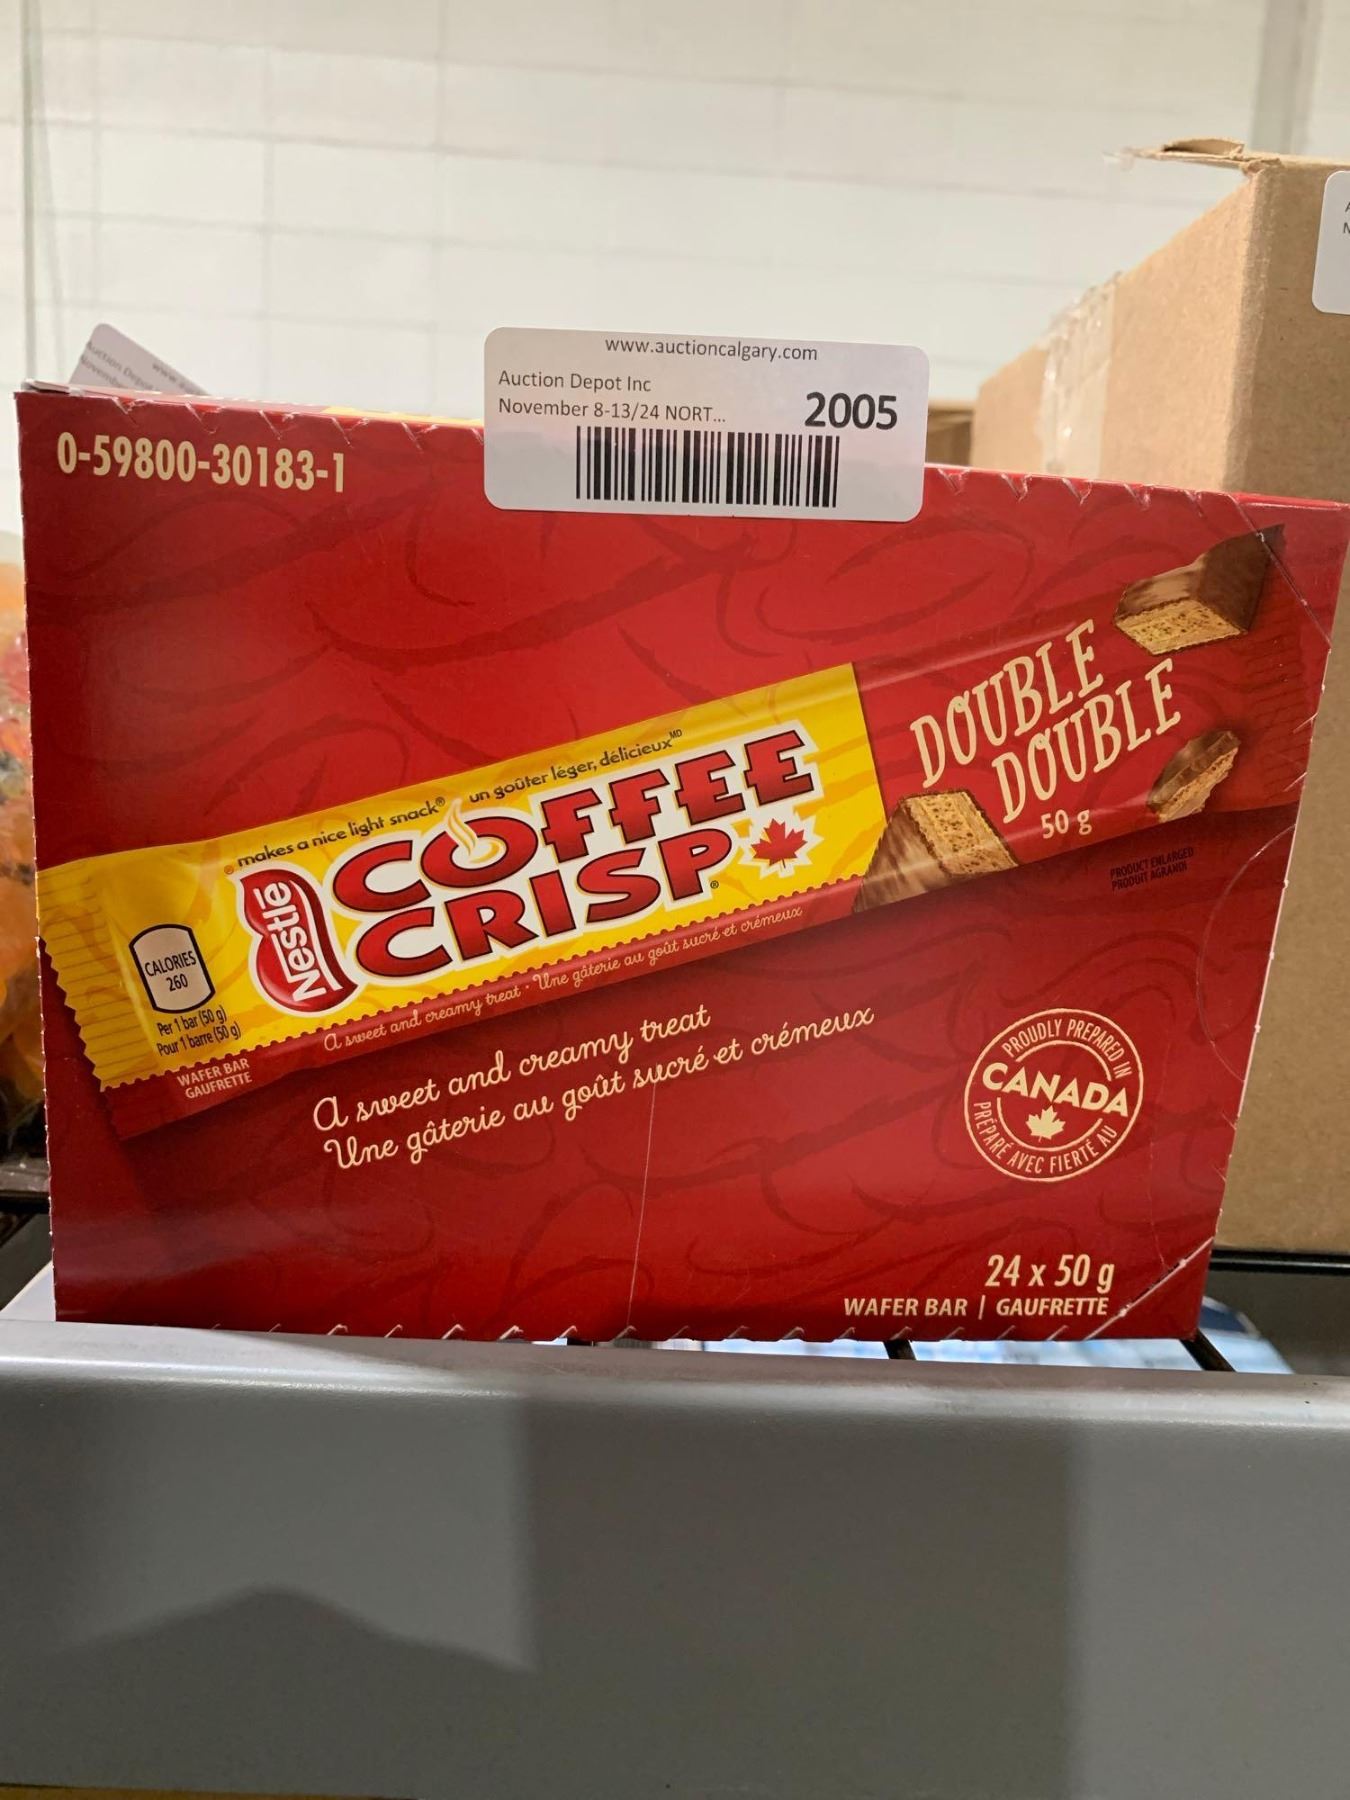 www.auctioncalgary.com
Auction Depot Inc
November 8-13/24 NORT...
2005
Auction Depot
www.
0-59800-30183-1
makes a nice light snack® un goûter léger, délicieux MD
Nestlé
COFFEE
CRISP®
DOUBLE
DOUBLE
50 g
PRODUCT ENLARGED
PRODUIT AGRANDI
CALORIES
260
Per 1 bar (50 g)
Pour 1 barre (50 g)
WAFER BAR
GAUFRETTE
A sweet and creamy treat • Une gâterie au goût sucré et crémeux
A sweet and creamy treat
Une gâterie au goût sucré et crémeux
PROUDLY PREPARED IN
CANADA
PRÉPARÉ AVEC FIERTÉ AU
24 x 50 g
WAFER BAR | GAUFRETTE